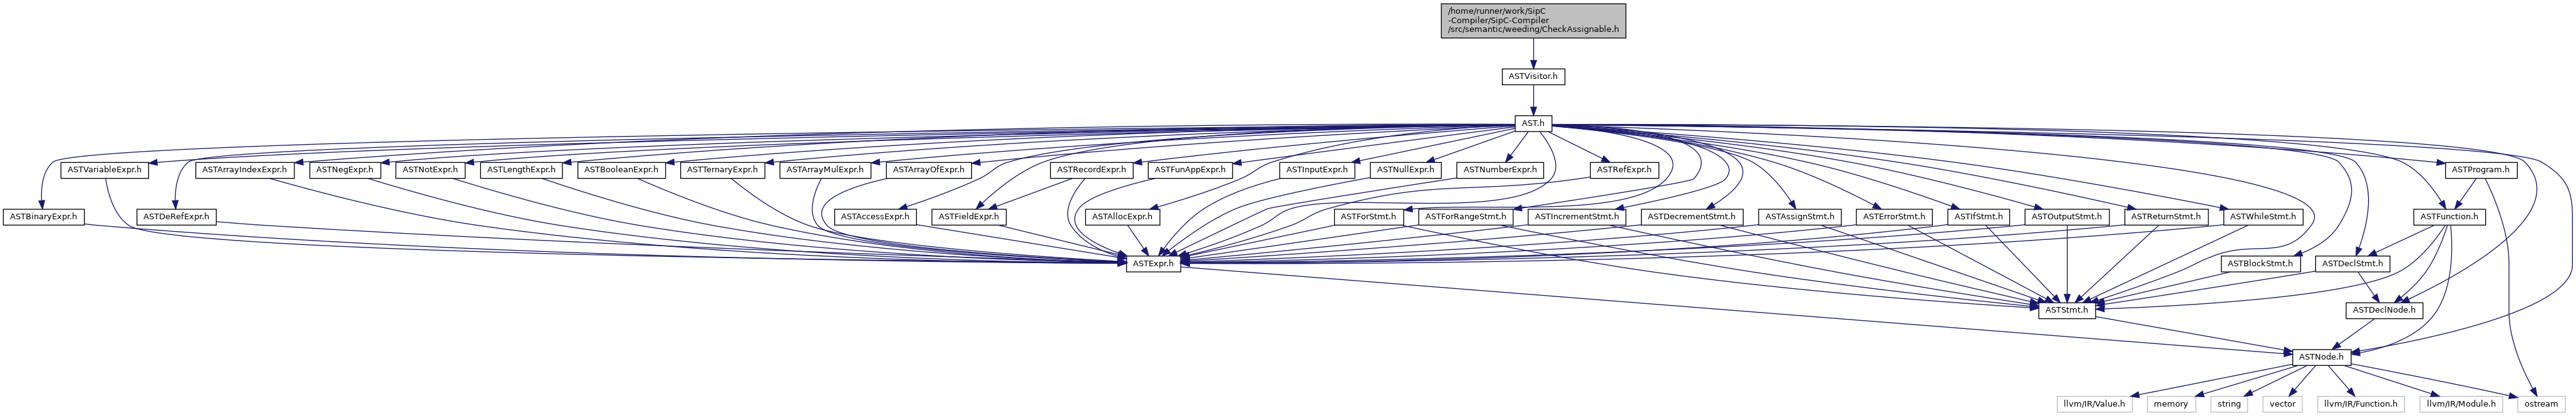 /home/runner/work/SipC
-Compiler/SipC-Compiler
/src/semantic/weeding/CheckAssignable.h
ASTVisitor.h
AST.h
ASTVariableExpr.h
ASTArrayIndexExpr.h
ASTNegExpr.h
ASTNotExpr.h
ASTLengthExpr.h
ASTBooleanExpr.h
ASTTernaryExpr.h
ASTArrayMulExpr.h
ASTArrayOfExpr.h
ASTRecordExpr.h
ASTFunAppExpr.h
ASTInputExpr.h
ASTNullExpr.h
ASTNumberExpr.h
ASTRefExpr.h
ASTProgram.h
ASTBinaryExpr.h
ASTDeRefExpr.h
ASTAccessExpr.h
ASTFieldExpr.h
ASTAllocExpr.h
ASTForStmt.h
ASTForRangeStmt.h
ASTIncrementStmt.h
ASTDecrementStmt.h
ASTAssignStmt.h
ASTErrorStmt.h
ASTIfStmt.h
ASTOutputStmt.h
ASTReturnStmt.h
ASTWhileStmt.h
ASTFunction.h
ASTExpr.h
ASTBlockStmt.h
ASTDeclStmt.h
ASTStmt.h
ASTDeclNode.h
ASTNode.h
llvm/IR/Value.h
memory
string
vector
llvm/IR/Function.h
llvm/IR/Module.h
ostream